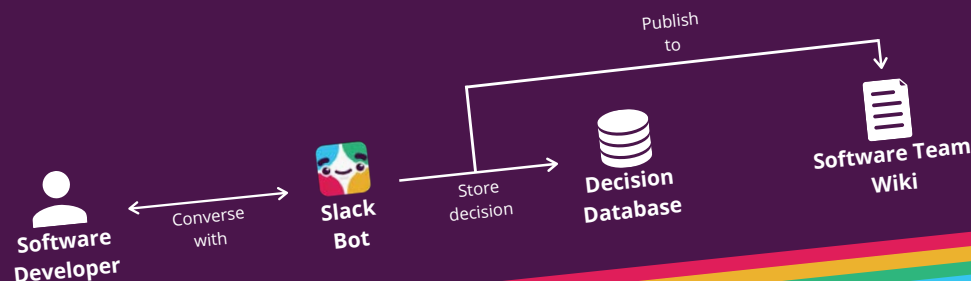 Publish
to
Software
Developer
Converse
with
Slack
Bot
Store
decision
Decision
Database
Software Team
Wiki